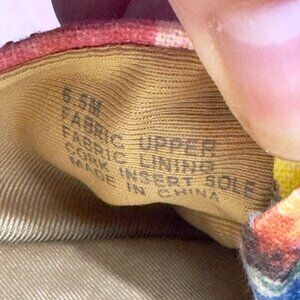 6.5M
FABRIC UPPER
FABRIC LINING
CORK INSERT SOLE
MADE IN CHINA